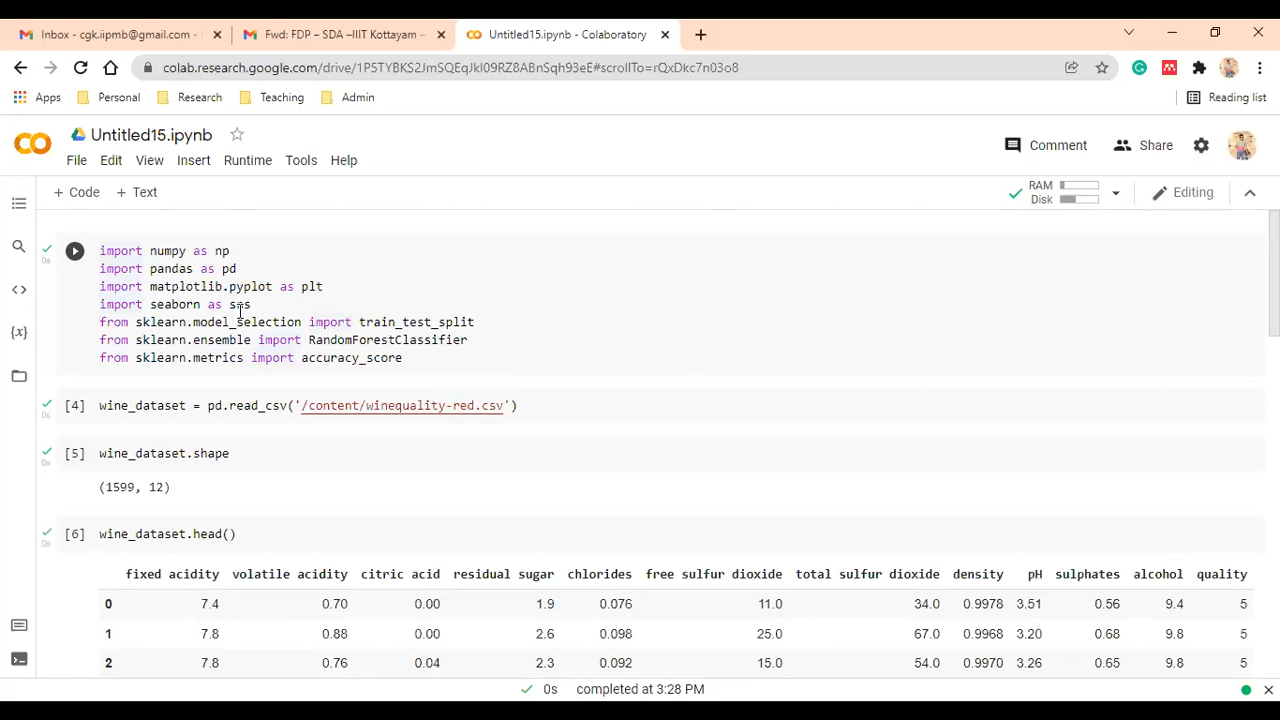 Inbox - cgk.iipmb@gmail.com -
Fwd: FDP – SDA –IIIT Kottayam –
Untitled15.ipynb - Colaboratory
colab.research.google.com/drive/1P5TYBKS2JmSQEqJkl09RZ8ABnSqh93eE#scrollTo=rQxDkc7n03o8
Apps Personal Research Teaching Admin Reading list
Untitled15.ipynb
File Edit View Insert Runtime Tools Help Comment Share
+ Code + Text RAM Disk Editing
import numpy as np
import pandas as pd
import matplotlib.pyplot as plt
import seaborn as sns
from sklearn.model_selection import train_test_split
from sklearn.ensemble import RandomForestClassifier
from sklearn.metrics import accuracy_score
[4] wine_dataset = pd.read_csv('/content/winequality-red.csv')
[5] wine_dataset.shape
(1599, 12)
[6] wine_dataset.head()
fixed acidity volatile acidity citric acid residual sugar chlorides free sulfur dioxide total sulfur dioxide density pH sulphates alcohol quality
0 7.4 0.70 0.00 1.9 0.076 11.0 34.0 0.9978 3.51 0.56 9.4 5
1 7.8 0.88 0.00 2.6 0.098 25.0 67.0 0.9968 3.20 0.68 9.8 5
2 7.8 0.76 0.04 2.3 0.092 15.0 54.0 0.9970 3.26 0.65 9.8 5
0s completed at 3:28 PM